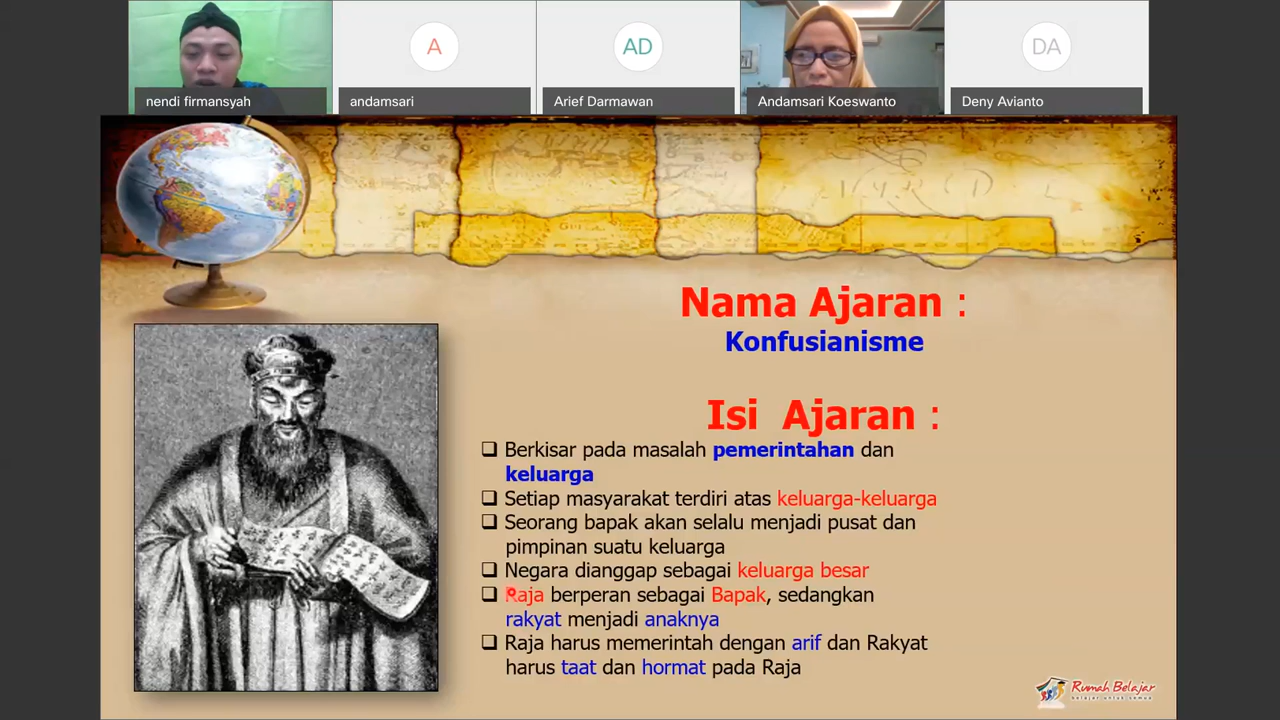 A
AD
DA
nendi firmansyah
andamsari
Arief Darmawan
Andamsari Koeswanto
Deny Avianto
Nama Ajaran :
Konfusianisme
Isi Ajaran :
Berkisar pada masalah pemerintahan dan
keluarga
Setiap masyarakat terdiri atas keluarga-keluarga
Seorang bapak akan selalu menjadi pusat dan
pimpinan suatu keluarga
Negara dianggap sebagai keluarga besar
Raja berperan sebagai Bapak, sedangkan
rakyat menjadi anaknya
Raja harus memerintah dengan arif dan Rakyat
harus taat dan hormat pada Raja
Rumah Belajar
belajar untuk semua